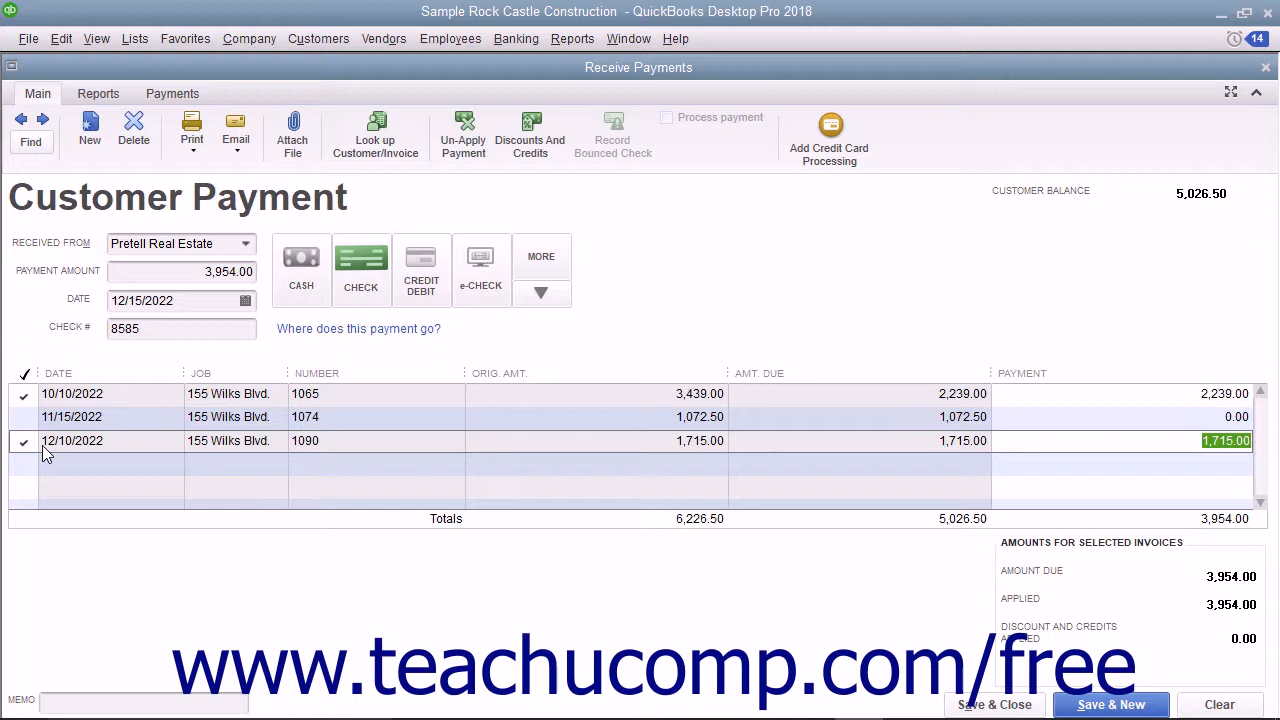 qb
Sample Rock Castle Construction - QuickBooks Desktop Pro 2018
File Edit View Lists Favorites Company Customers Vendors Employees Banking Reports Window Help 14
Receive Payments
Main Reports Payments
Find New Delete Print Email Attach File Look up Customer/Invoice Un-Apply Payment Discounts And Credits Record Bounced Check Process payment Add Credit Card Processing
Customer Payment
CUSTOMER BALANCE 5,026.50
RECEIVED FROM Pretell Real Estate
PAYMENT AMOUNT 3,954.00
DATE 12/15/2022
CHECK # 8585
CASH CHECK CREDIT DEBIT e-CHECK MORE
Where does this payment go?
DATE JOB NUMBER ORIG. AMT. AMT. DUE PAYMENT
10/10/2022 155 Wilks Blvd. 1065 3,439.00 2,239.00 2,239.00
11/15/2022 155 Wilks Blvd. 1074 1,072.50 1,072.50 0.00
12/10/2022 155 Wilks Blvd. 1090 1,715.00 1,715.00 1,715.00
Totals 6,226.50 5,026.50 3,954.00
AMOUNTS FOR SELECTED INVOICES
AMOUNT DUE 3,954.00
APPLIED 3,954.00
DISCOUNT AND CREDITS APPLIED 0.00
www.teachucomp.com/free
MEMO
Save & Close Save & New Clear